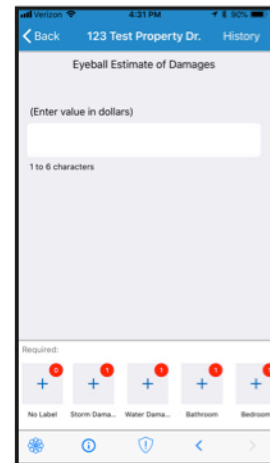 Verizon 4:31 PM 90%
Back 123 Test Property Dr. History
Eyeball Estimate of Damages
(Enter value in dollars)
1 to 6 characters
Required:
0 1 1 1
No Label Storm Dama... Water Dama... Bathroom Bedroom